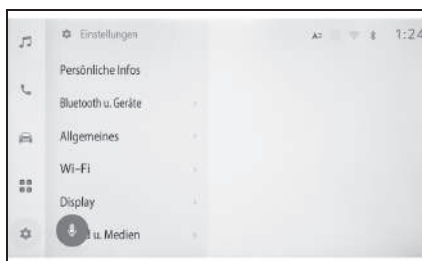 Einstellungen
1:24
Persönliche Infos
Bluetooth u. Geräte
Allgemeines
Wi-Fi
Display
u. Medien